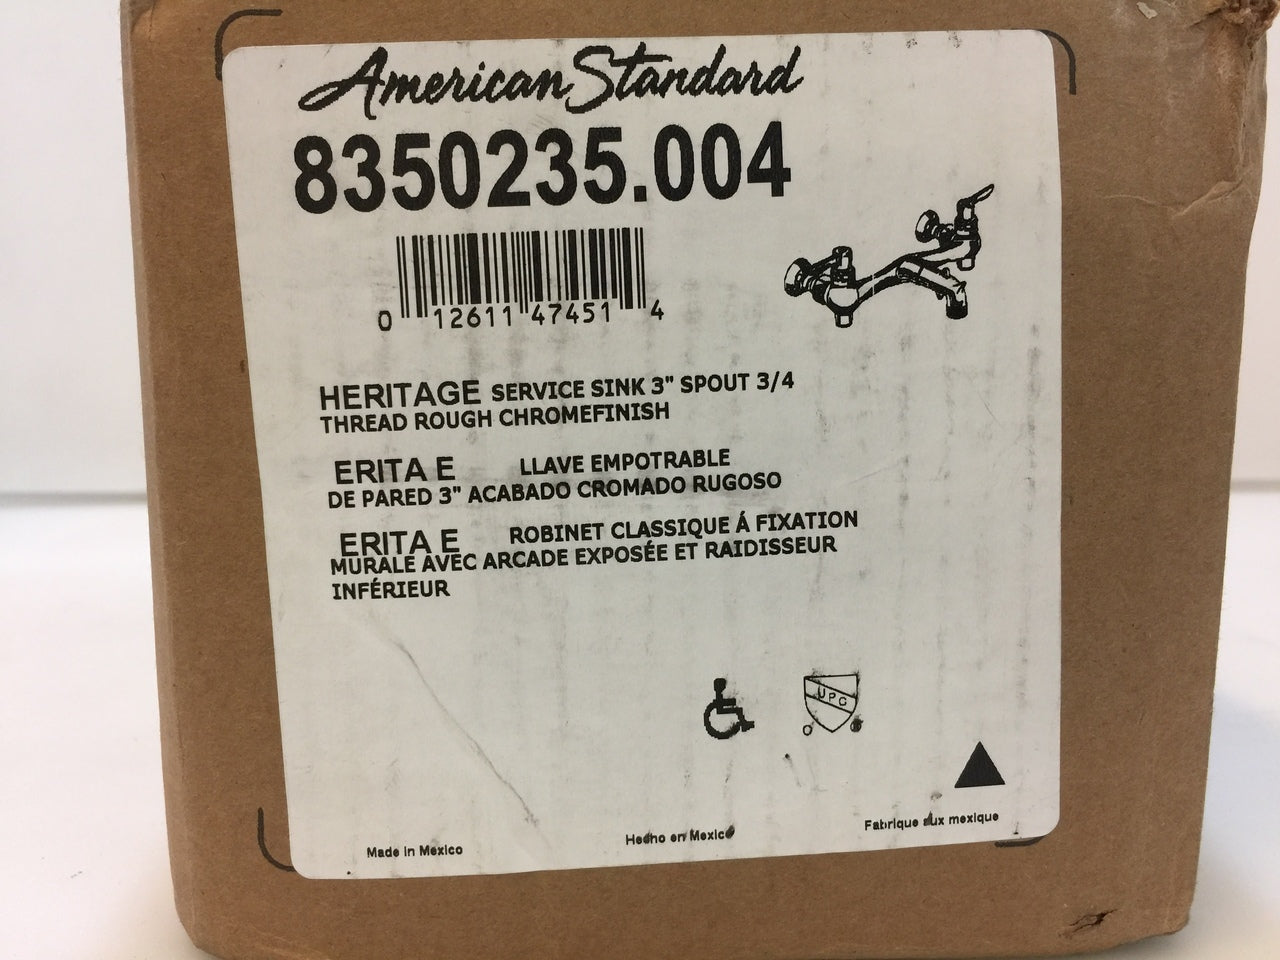 American Standard
8350235.004
0 12611 47451 4
HERITAGE SERVICE SINK 3" SPOUT 3/4
THREAD ROUGH CHROMEFINISH
ERITA E LLAVE EMPOTRABLE
DE PARED 3" ACABADO CROMADO RUGOSO
ERITA E ROBINET CLASSIQUE Á FIXATION
MURALE AVEC ARCADE EXPOSÉE ET RAIDISSEUR
INFÉRIEUR
UPC
Made in Mexico
Hecho en Mexico
Fabrique aux mexique